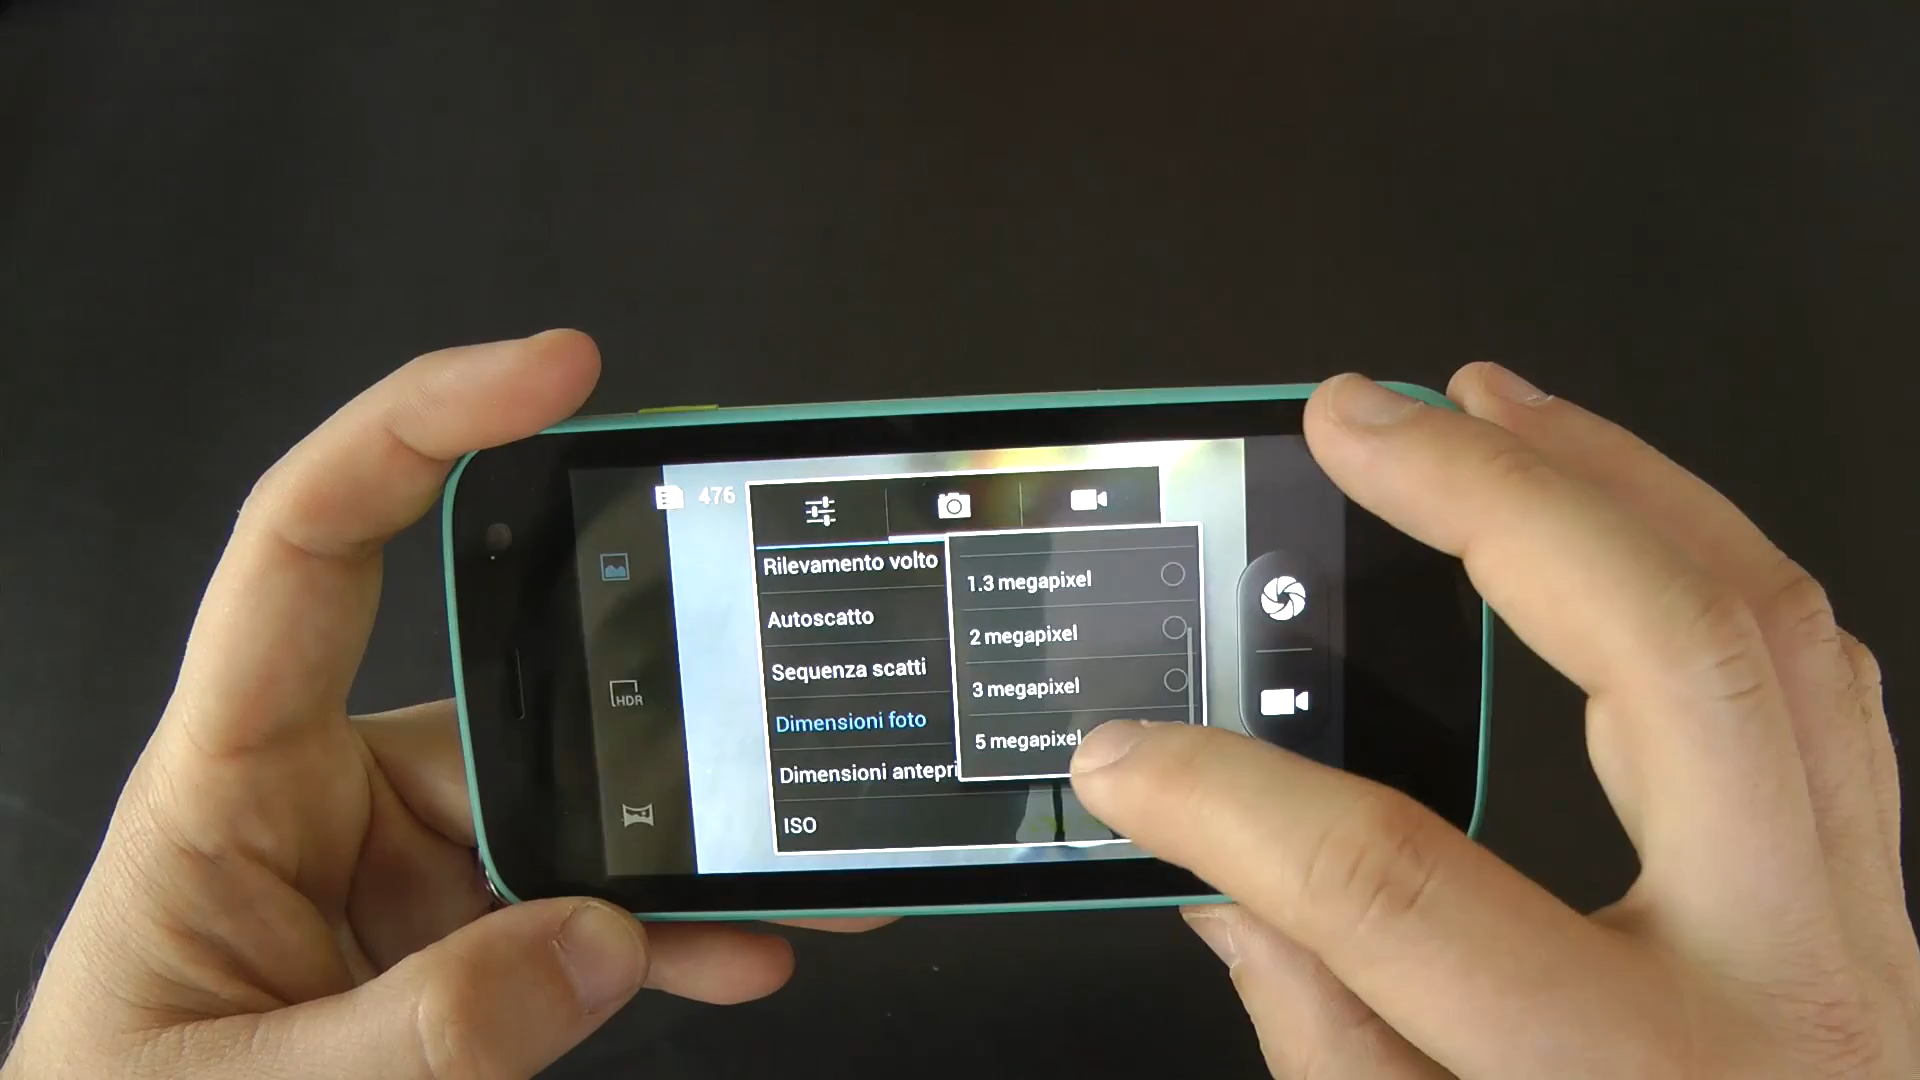 476
Rilevamento volto
Autoscatto
Sequenza scatti
Dimensioni foto
Dimensioni antepri
ISO
1.3 megapixel
2 megapixel
3 megapixel
5 megapixel
HDR